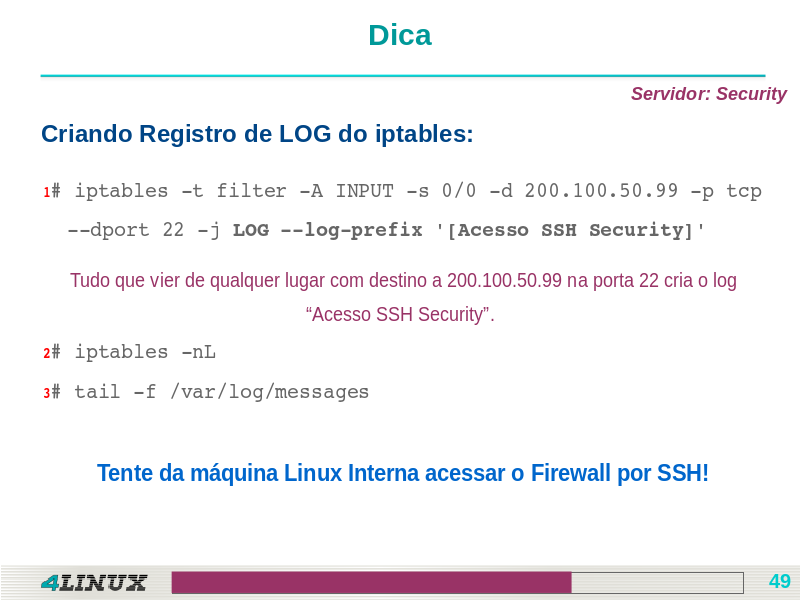 Dica
Servidor: Security
Criando Registro de LOG do iptables:
1# iptables -t filter -A INPUT -s 0/0 -d 200.100.50.99 -p tcp
--dport 22 -j LOG --log-prefix '[Acesso SSH Security]'
Tudo que vier de qualquer lugar com destino a 200.100.50.99 na porta 22 cria o log
“Acesso SSH Security”.
2# iptables -nL
3# tail -f /var/log/messages
Tente da máquina Linux Interna acessar o Firewall por SSH!
4LINUX
49